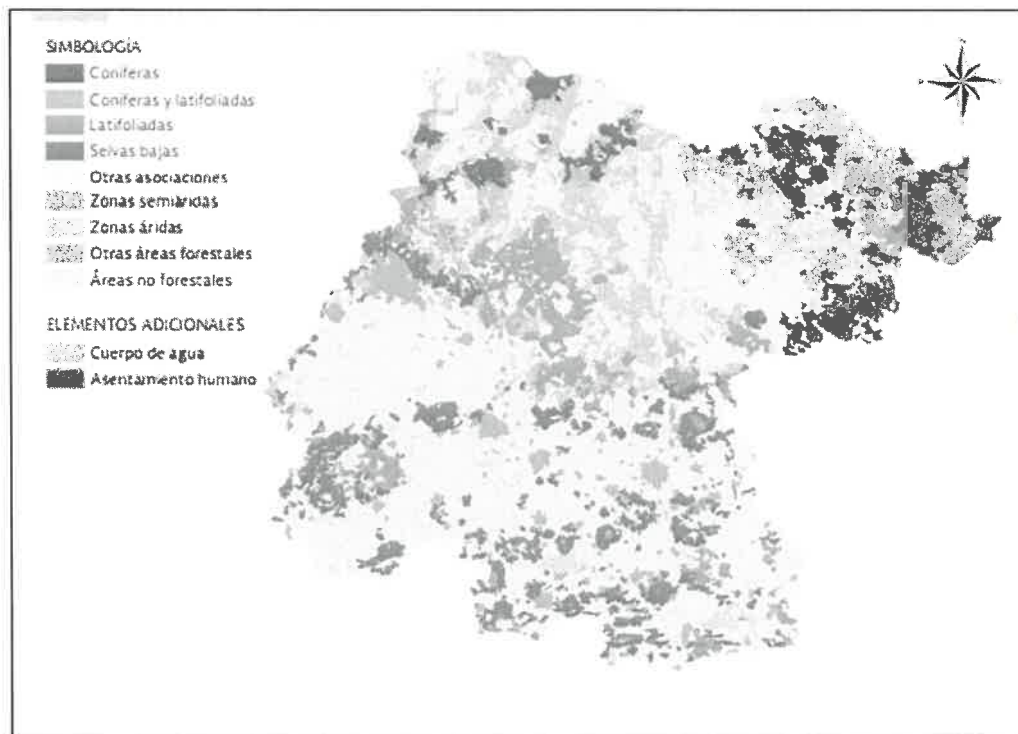 SIMBOLOGÍA
Coníferas
Coníferas y latifoliadas
Latifoliadas
Selvas bajas
Otras asociaciones
Zonas semiáridas
Zonas áridas
Otras áreas forestales
Áreas no forestales
ELEMENTOS ADICIONALES
Cuerpo de agua
Asentamiento humano